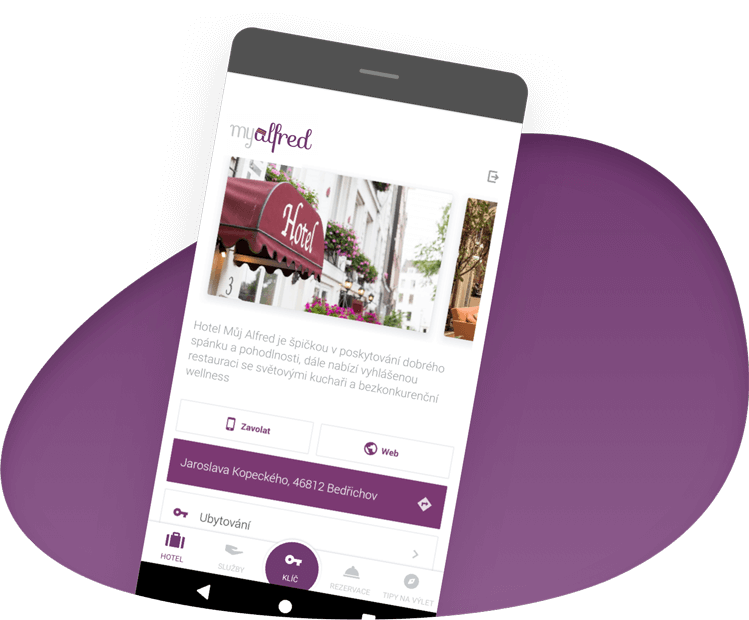 myalfred
Hotel
3
Hotel Můj Alfred je špičkou v poskytování dobrého
spánku a pohodlnosti, dále nabízí vyhlášenou
restauraci se světovými kuchaři a bezkonkurenční
wellness
Zavolat
Web
Jaroslava Kopeckého, 46812 Bedřichov
Ubytování
HOTEL
SLUŽBY
KLÍČ
REZERVACE
TIPY NA VÝLET